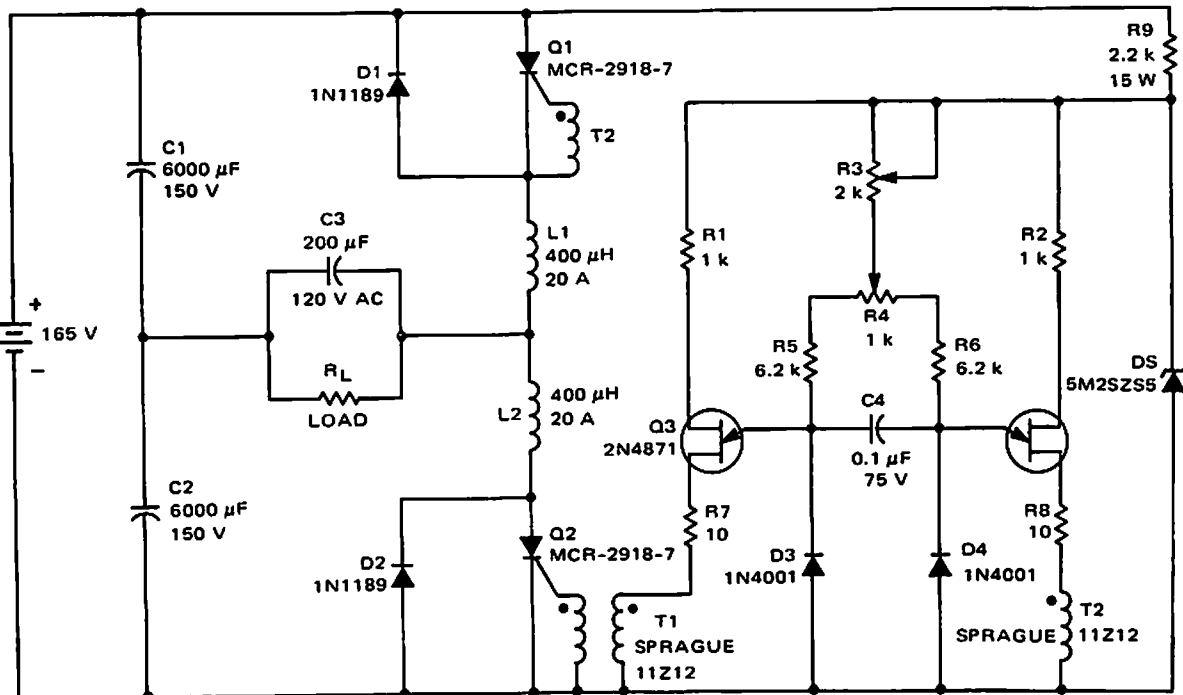 Q1
MCR-2918-7
D1
1N1189
T2
R9
2.2 k
15 W
C1
6000 μF
150 V
C3
200 μF
120 V AC
L1
400 μH
20 A
R1
1 k
R3
2 k
R2
1 k
+
165 V
−
RL
LOAD
400 μH
20 A
L2
R4
1 k
R5
6.2 k
R6
6.2 k
DS
5M2SZS5
C4
0.1 μF
75 V
Q3
2N4871
C2
6000 μF
150 V
Q2
MCR-2918-7
D2
1N1189
R7
10
R8
10
D3
1N4001
D4
1N4001
T1
SPRAGUE
11Z12
T2
SPRAGUE 11Z12